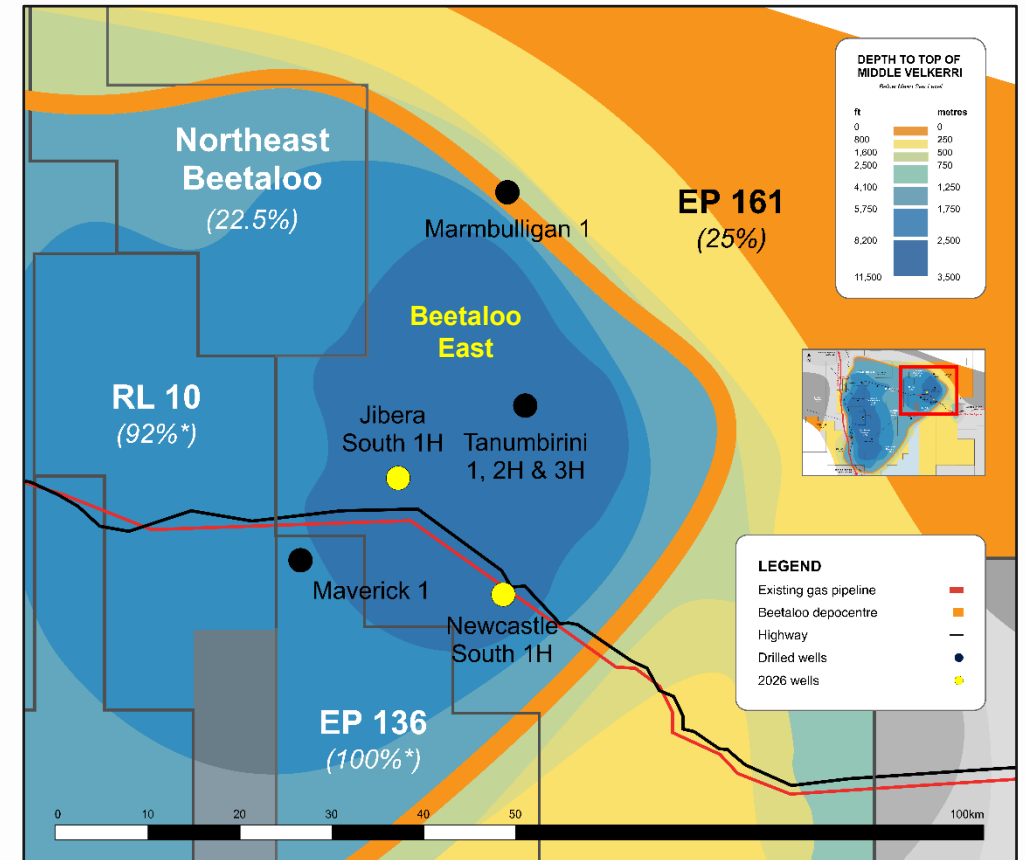 Northeast
Beetaloo
(22.5%)
Marmbulligan 1
EP 161
(25%)
Beetaloo
East
RL 10
(92%*)
Jibera
South 1H
Tanumbirini
1, 2H & 3H
Maverick 1
Newcastle
South 1H
EP 136
(100%*)
0 10 20 30 40 50 100km
DEPTH TO TOP OF
MIDDLE VELKERRI
ft metres
0 0
800 250
1,600 500
2,500 750
4,100 1,250
5,750 1,750
8,200 2,500
11,500 3,500
LEGEND
Existing gas pipeline
Beetaloo depocentre
Highway
Drilled wells
2026 wells